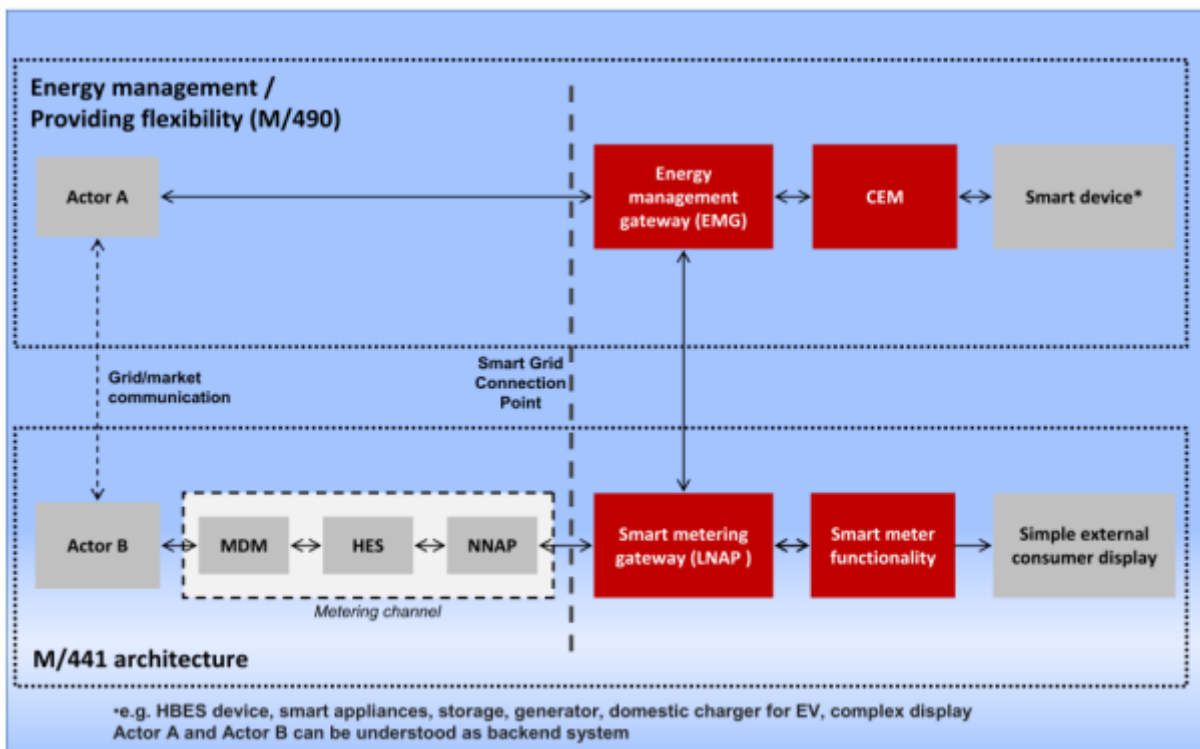 Energy management /
Providing flexibility (M/490)
Actor A
Energy
management
gateway (EMG)
CEM
Smart device*
Grid/market
communication
Smart Grid
Connection
Point
Actor B
MDM
HES
NNAP
Smart metering
gateway (LNAP )
Smart meter
functionality
Simple external
consumer display
Metering channel
M/441 architecture
*e.g. HBES device, smart appliances, storage, generator, domestic charger for EV, complex display
Actor A and Actor B can be understood as backend system